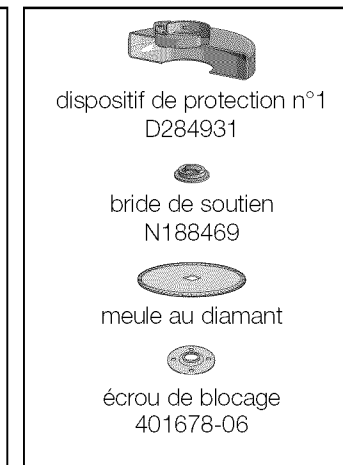 dispositif de protection n°1
D284931
bride de soutien
N188469
meule au diamant
écrou de blocage
401678-06